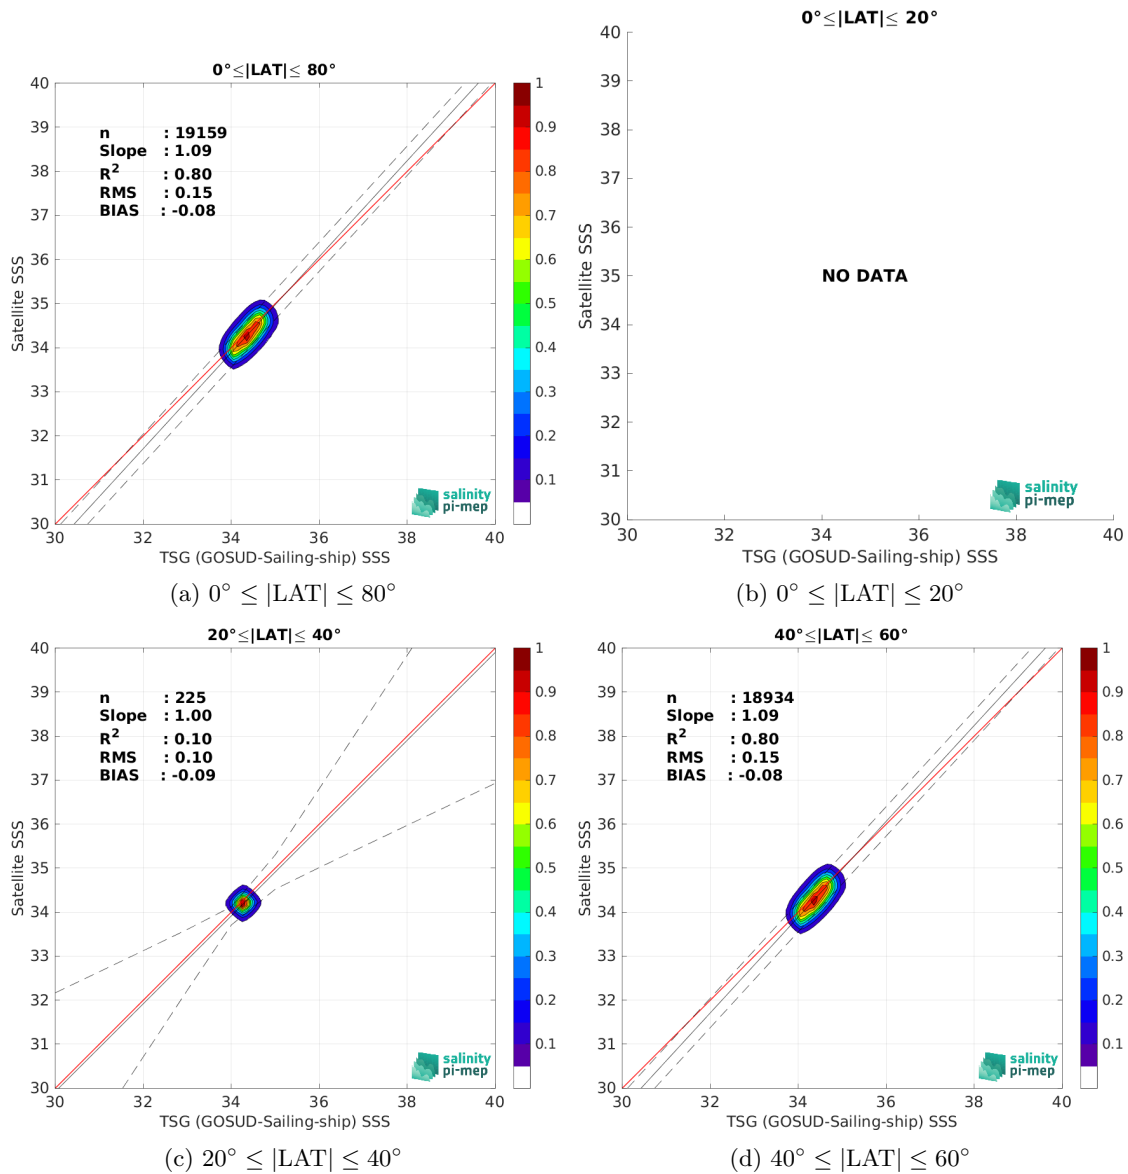 0°≤|LAT|≤ 80°
40
39
38
37
36
35
34
33
32
31
30
Satellite SSS
n : 19159
Slope : 1.09
R² : 0.80
RMS : 0.15
BIAS : -0.08
salinity
pi-mep
30 32 34 36 38 40
TSG (GOSUD-Sailing-ship) SSS
1
0.9
0.8
0.7
0.6
0.5
0.4
0.3
0.2
0.1
(a) 0° ≤ |LAT| ≤ 80°
0°≤|LAT|≤ 20°
40
39
38
37
36
35
34
33
32
31
30
Satellite SSS
NO DATA
salinity
pi-mep
30 32 34 36 38 40
TSG (GOSUD-Sailing-ship) SSS
(b) 0° ≤ |LAT| ≤ 20°
20°≤|LAT|≤ 40°
40
39
38
37
36
35
34
33
32
31
30
Satellite SSS
n : 225
Slope : 1.00
R² : 0.10
RMS : 0.10
BIAS : -0.09
salinity
pi-mep
30 32 34 36 38 40
TSG (GOSUD-Sailing-ship) SSS
1
0.9
0.8
0.7
0.6
0.5
0.4
0.3
0.2
0.1
(c) 20° ≤ |LAT| ≤ 40°
40°≤|LAT|≤ 60°
40
39
38
37
36
35
34
33
32
31
30
Satellite SSS
n : 18934
Slope : 1.09
R² : 0.80
RMS : 0.15
BIAS : -0.08
salinity
pi-mep
30 32 34 36 38 40
TSG (GOSUD-Sailing-ship) SSS
1
0.9
0.8
0.7
0.6
0.5
0.4
0.3
0.2
0.1
(d) 40° ≤ |LAT| ≤ 60°